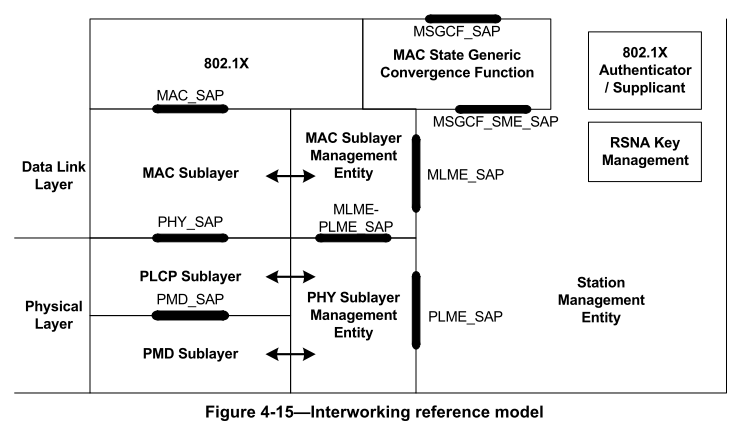 MSGCF_SAP
802.1X
MAC State Generic
Convergence Function
802.1X
Authenticator
/ Supplicant
MAC_SAP
MSGCF_SME_SAP
RSNA Key
Management
Data Link
Layer
MAC Sublayer
MAC Sublayer
Management
Entity
MLME_SAP
PHY_SAP
MLME-
PLME_SAP
Physical
Layer
PLCP Sublayer
PMD_SAP
PMD Sublayer
PHY Sublayer
Management
Entity
PLME_SAP
Station
Management
Entity
Figure 4-15—Interworking reference model